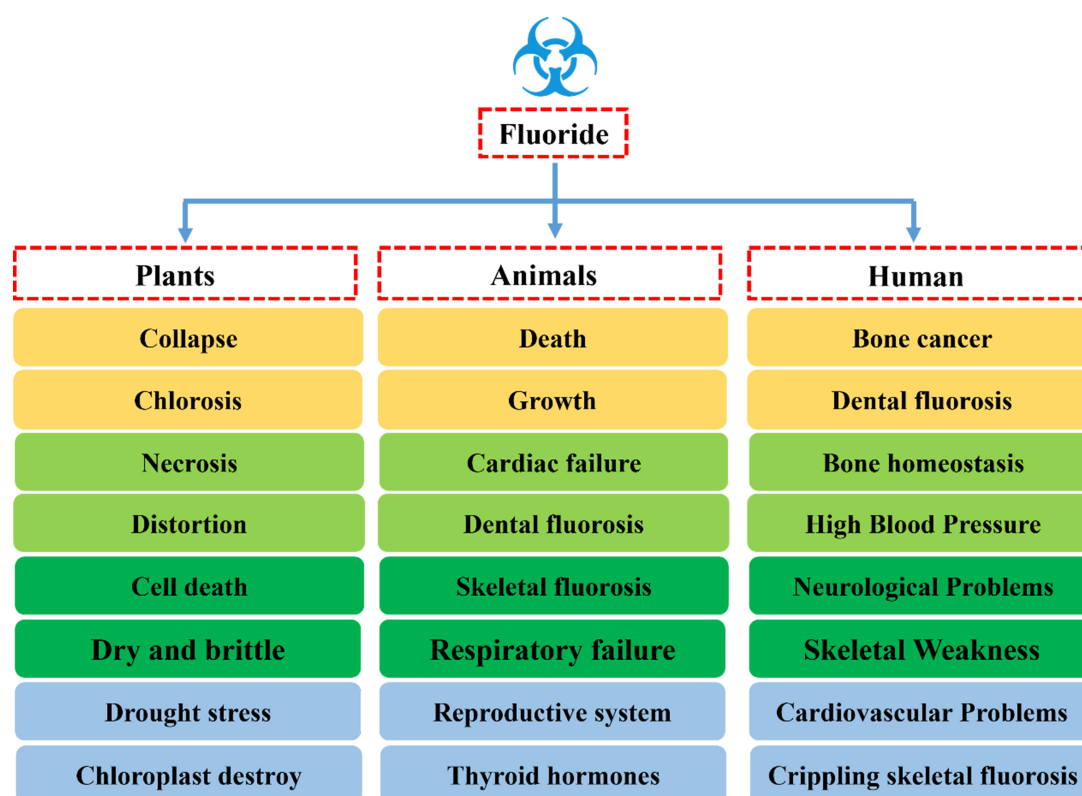 Fluoride
Plants
Animals
Human
Collapse
Death
Bone cancer
Chlorosis
Growth
Dental fluorosis
Necrosis
Cardiac failure
Bone homeostasis
Distortion
Dental fluorosis
High Blood Pressure
Cell death
Skeletal fluorosis
Neurological Problems
Dry and brittle
Respiratory failure
Skeletal Weakness
Drought stress
Reproductive system
Cardiovascular Problems
Chloroplast destroy
Thyroid hormones
Crippling skeletal fluorosis